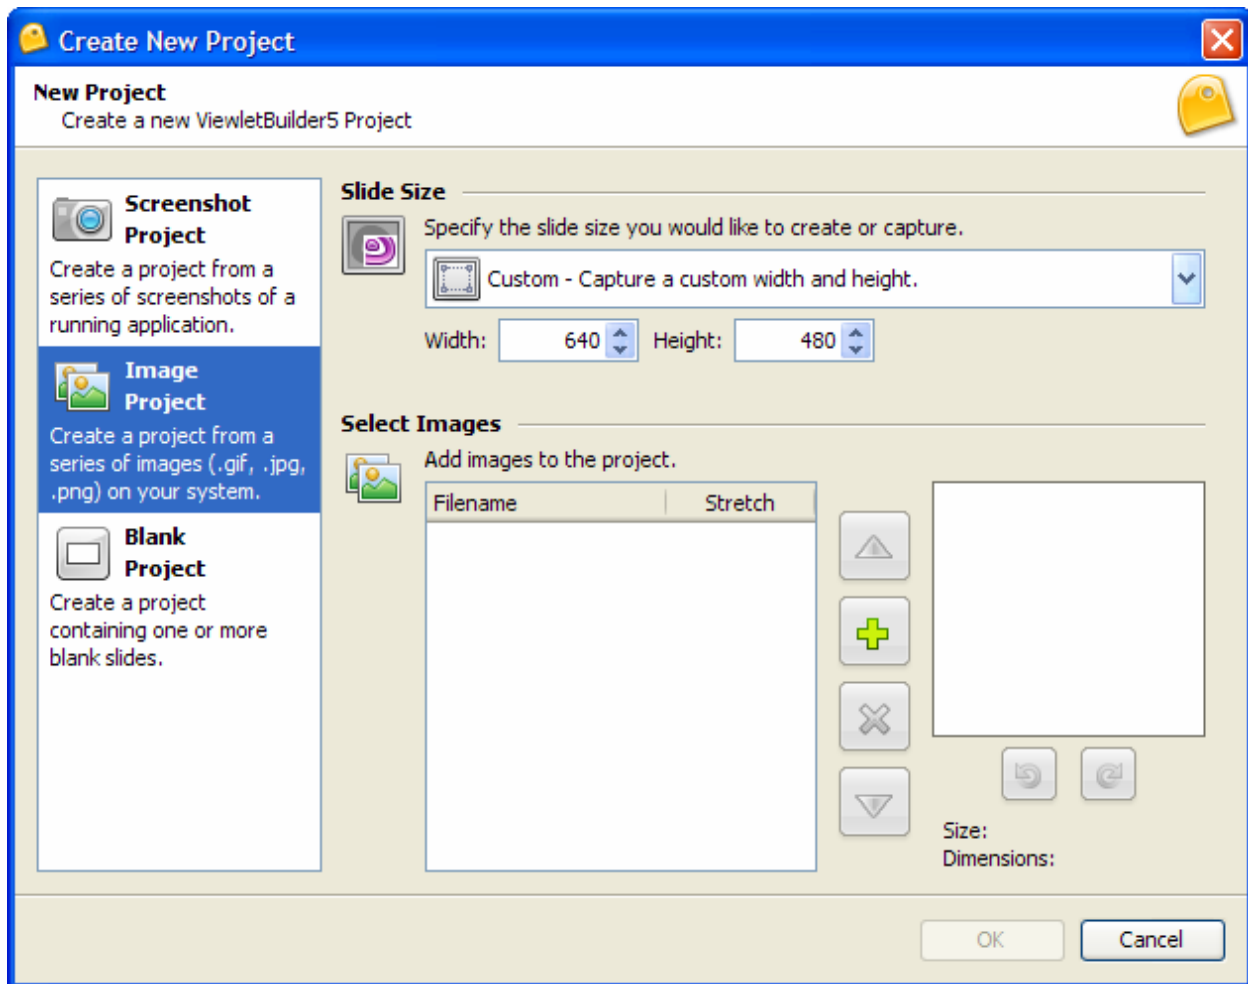 Create New Project
New Project
Create a new ViewletBuilder5 Project
Screenshot
Project
Create a project from a
series of screenshots of a
running application.
Image
Project
Create a project from a
series of images (.gif, .jpg,
.png) on your system.
Blank
Project
Create a project
containing one or more
blank slides.
Slide Size
Specify the slide size you would like to create or capture.
Custom - Capture a custom width and height.
Width: 640 Height: 480
Select Images
Add images to the project.
Filename Stretch
Size:
Dimensions:
OK Cancel